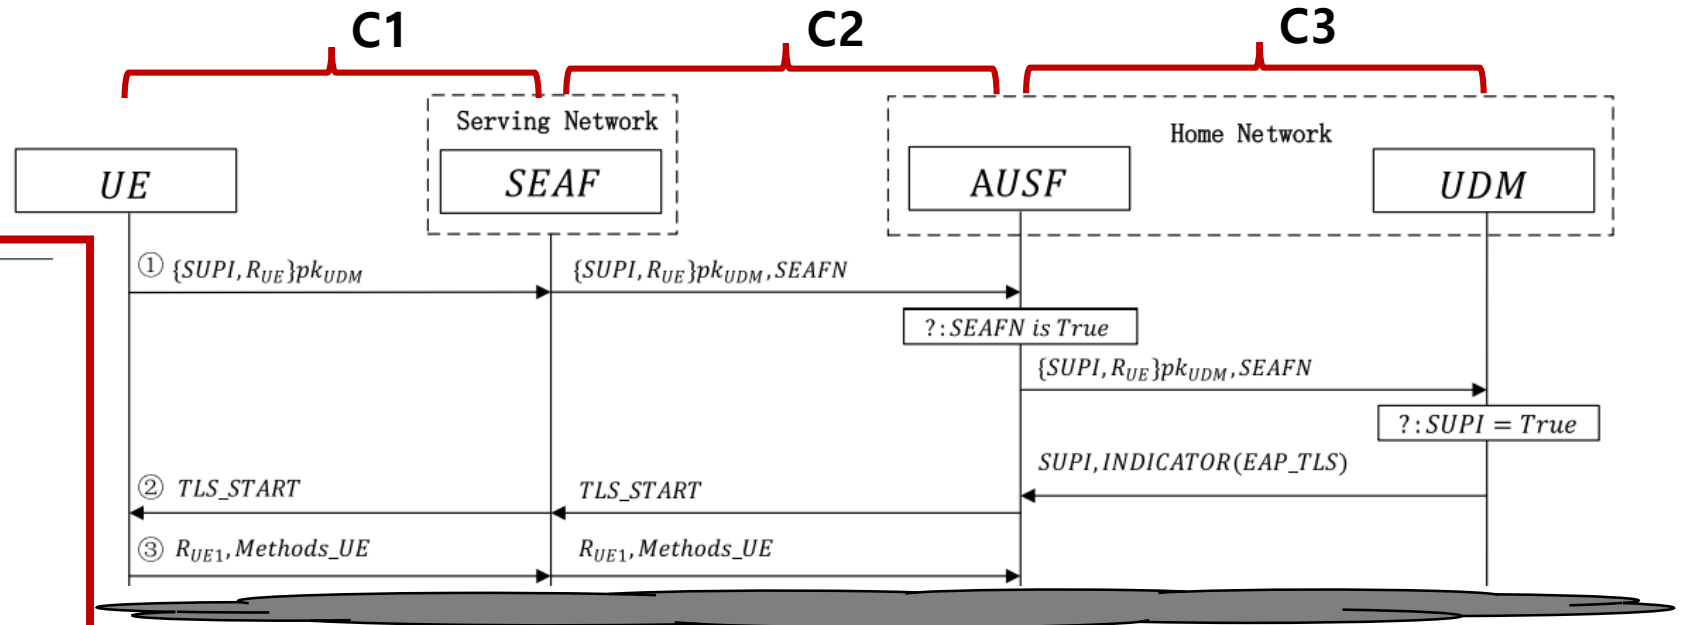 C1 C2 C3
Serving Network
Home Network
UE SEAF AUSF UDM
① {SUPI, R_UE}pk_UDM {SUPI, R_UE}pk_UDM, SEAFN
?: SEAFN is True
{SUPI, R_UE}pk_UDM, SEAFN
?: SUPI = True
SUPI, INDICATOR(EAP_TLS)
② TLS_START TLS_START
③ R_UE1, Methods_UE R_UE1, Methods_UE